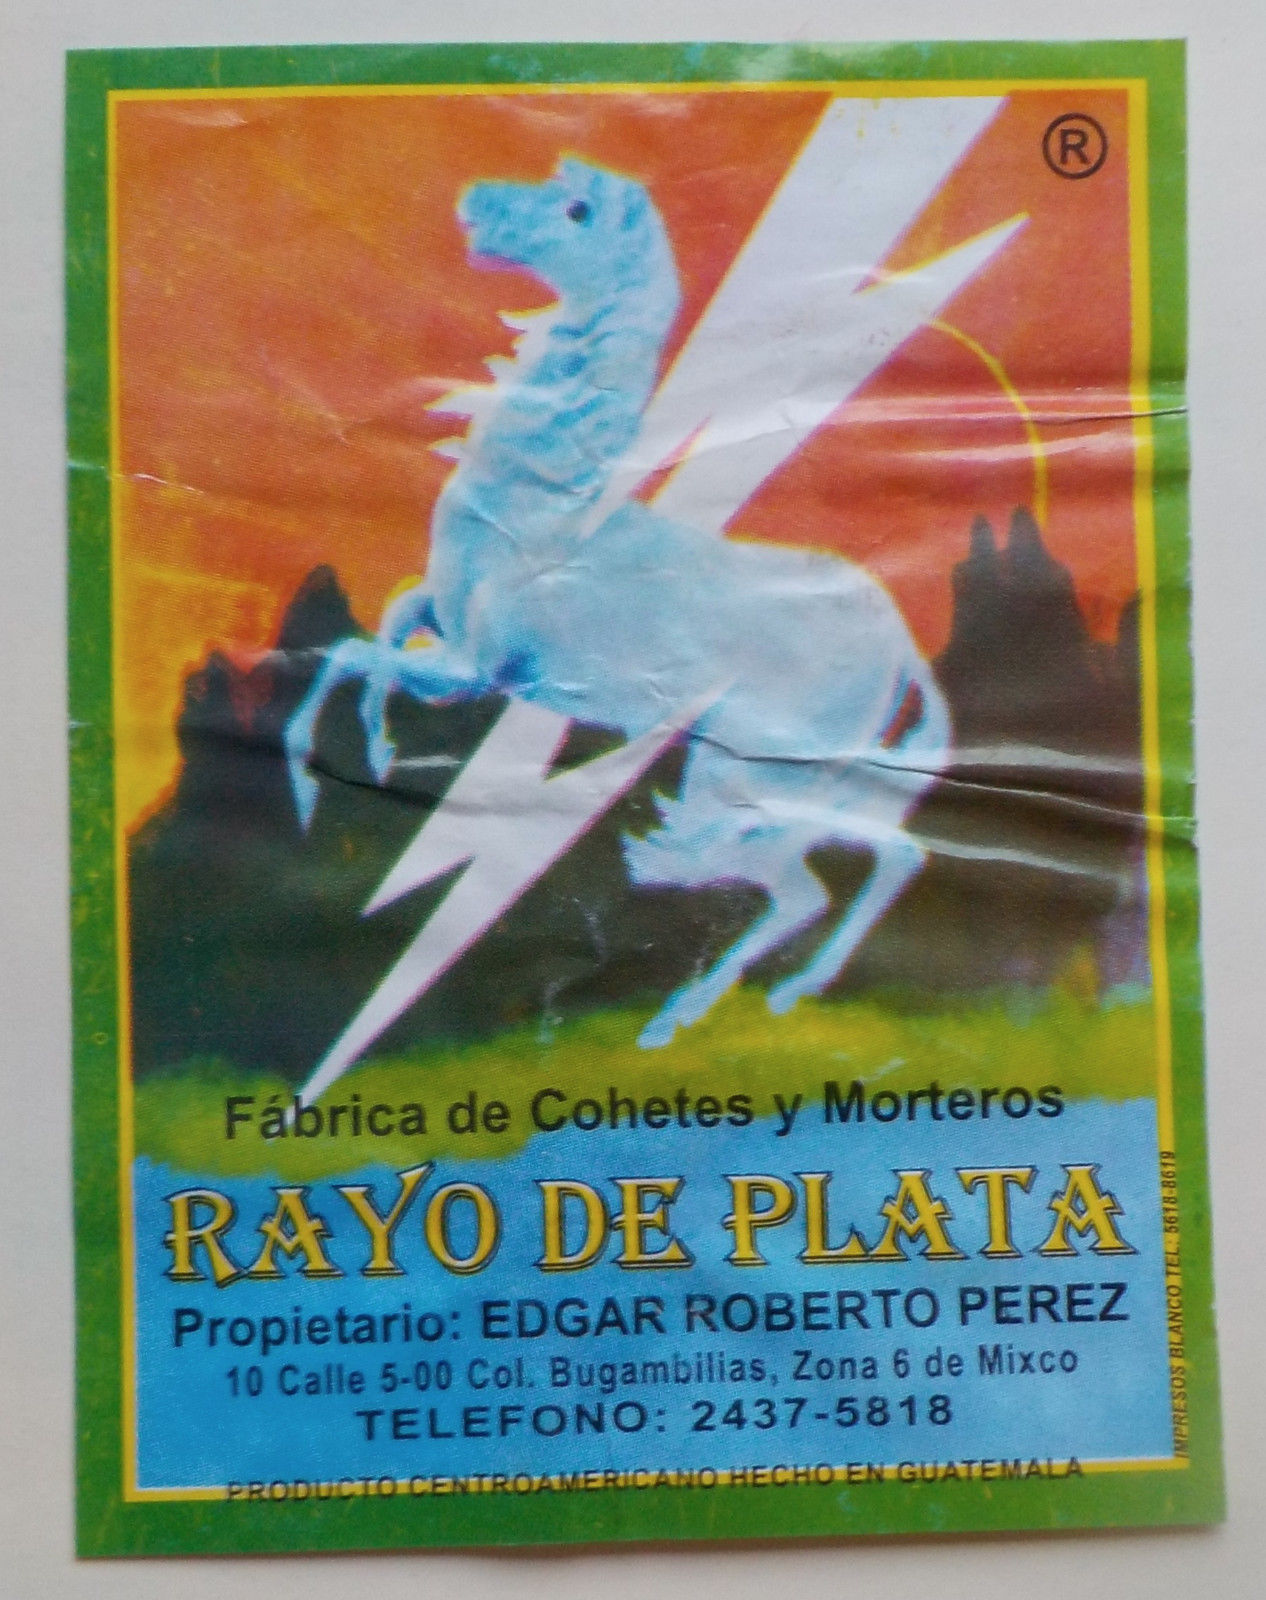 ®
Fábrica de Cohetes y Morteros
RAYO DE PLATA
Propietario: EDGAR ROBERTO PEREZ
10 Calle 5-00 Col. Bugambilias, Zona 6 de Mixco
TELEFONO: 2437-5818
PRODUCTO CENTROAMERICANO HECHO EN GUATEMALA
IMPRESOS BLANCO TEL. 5618-8619